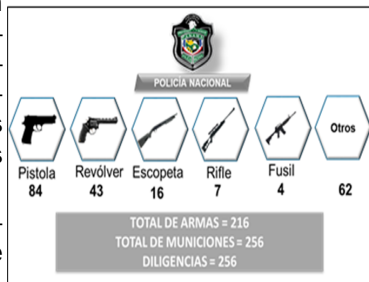 POLICÍA NACIONAL
Otros
Pistola Revólver Escopeta Rifle Fusil
84 43 16 7 4 62
TOTAL DE ARMAS = 216
TOTAL DE MUNICIONES = 256
DILIGENCIAS = 256